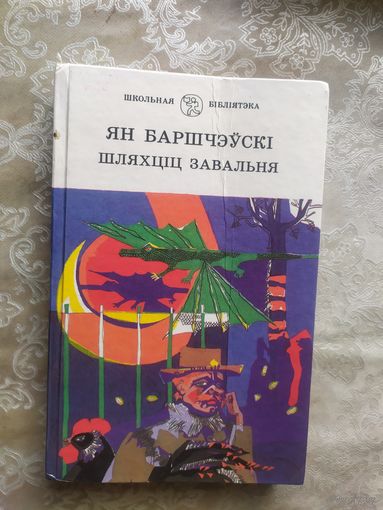 ШКОЛЬНАЯ БІБЛІЯТЭКА
ЯН БАРШЧЭЎСКІ
ШЛЯХЦІЦ ЗАВАЛЬНЯ